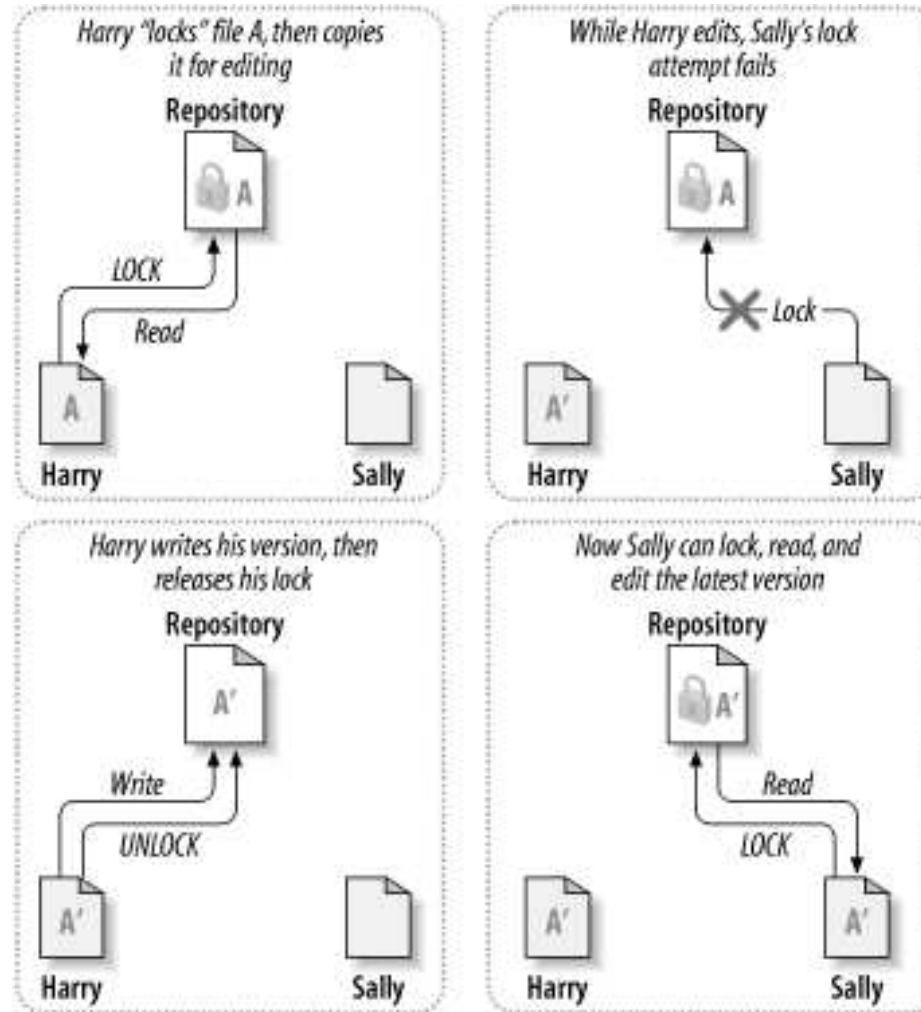 Harry “locks” file A, then copies
it for editing
Repository
A
LOCK
Read
A
Harry
Sally
While Harry edits, Sally’s lock
attempt fails
Repository
A
Lock
A’
Harry
Sally
Harry writes his version, then
releases his lock
Repository
A’
Write
UNLOCK
A’
Harry
Sally
Now Sally can lock, read, and
edit the latest version
Repository
A’
Read
LOCK
A’
A’
Harry
Sally